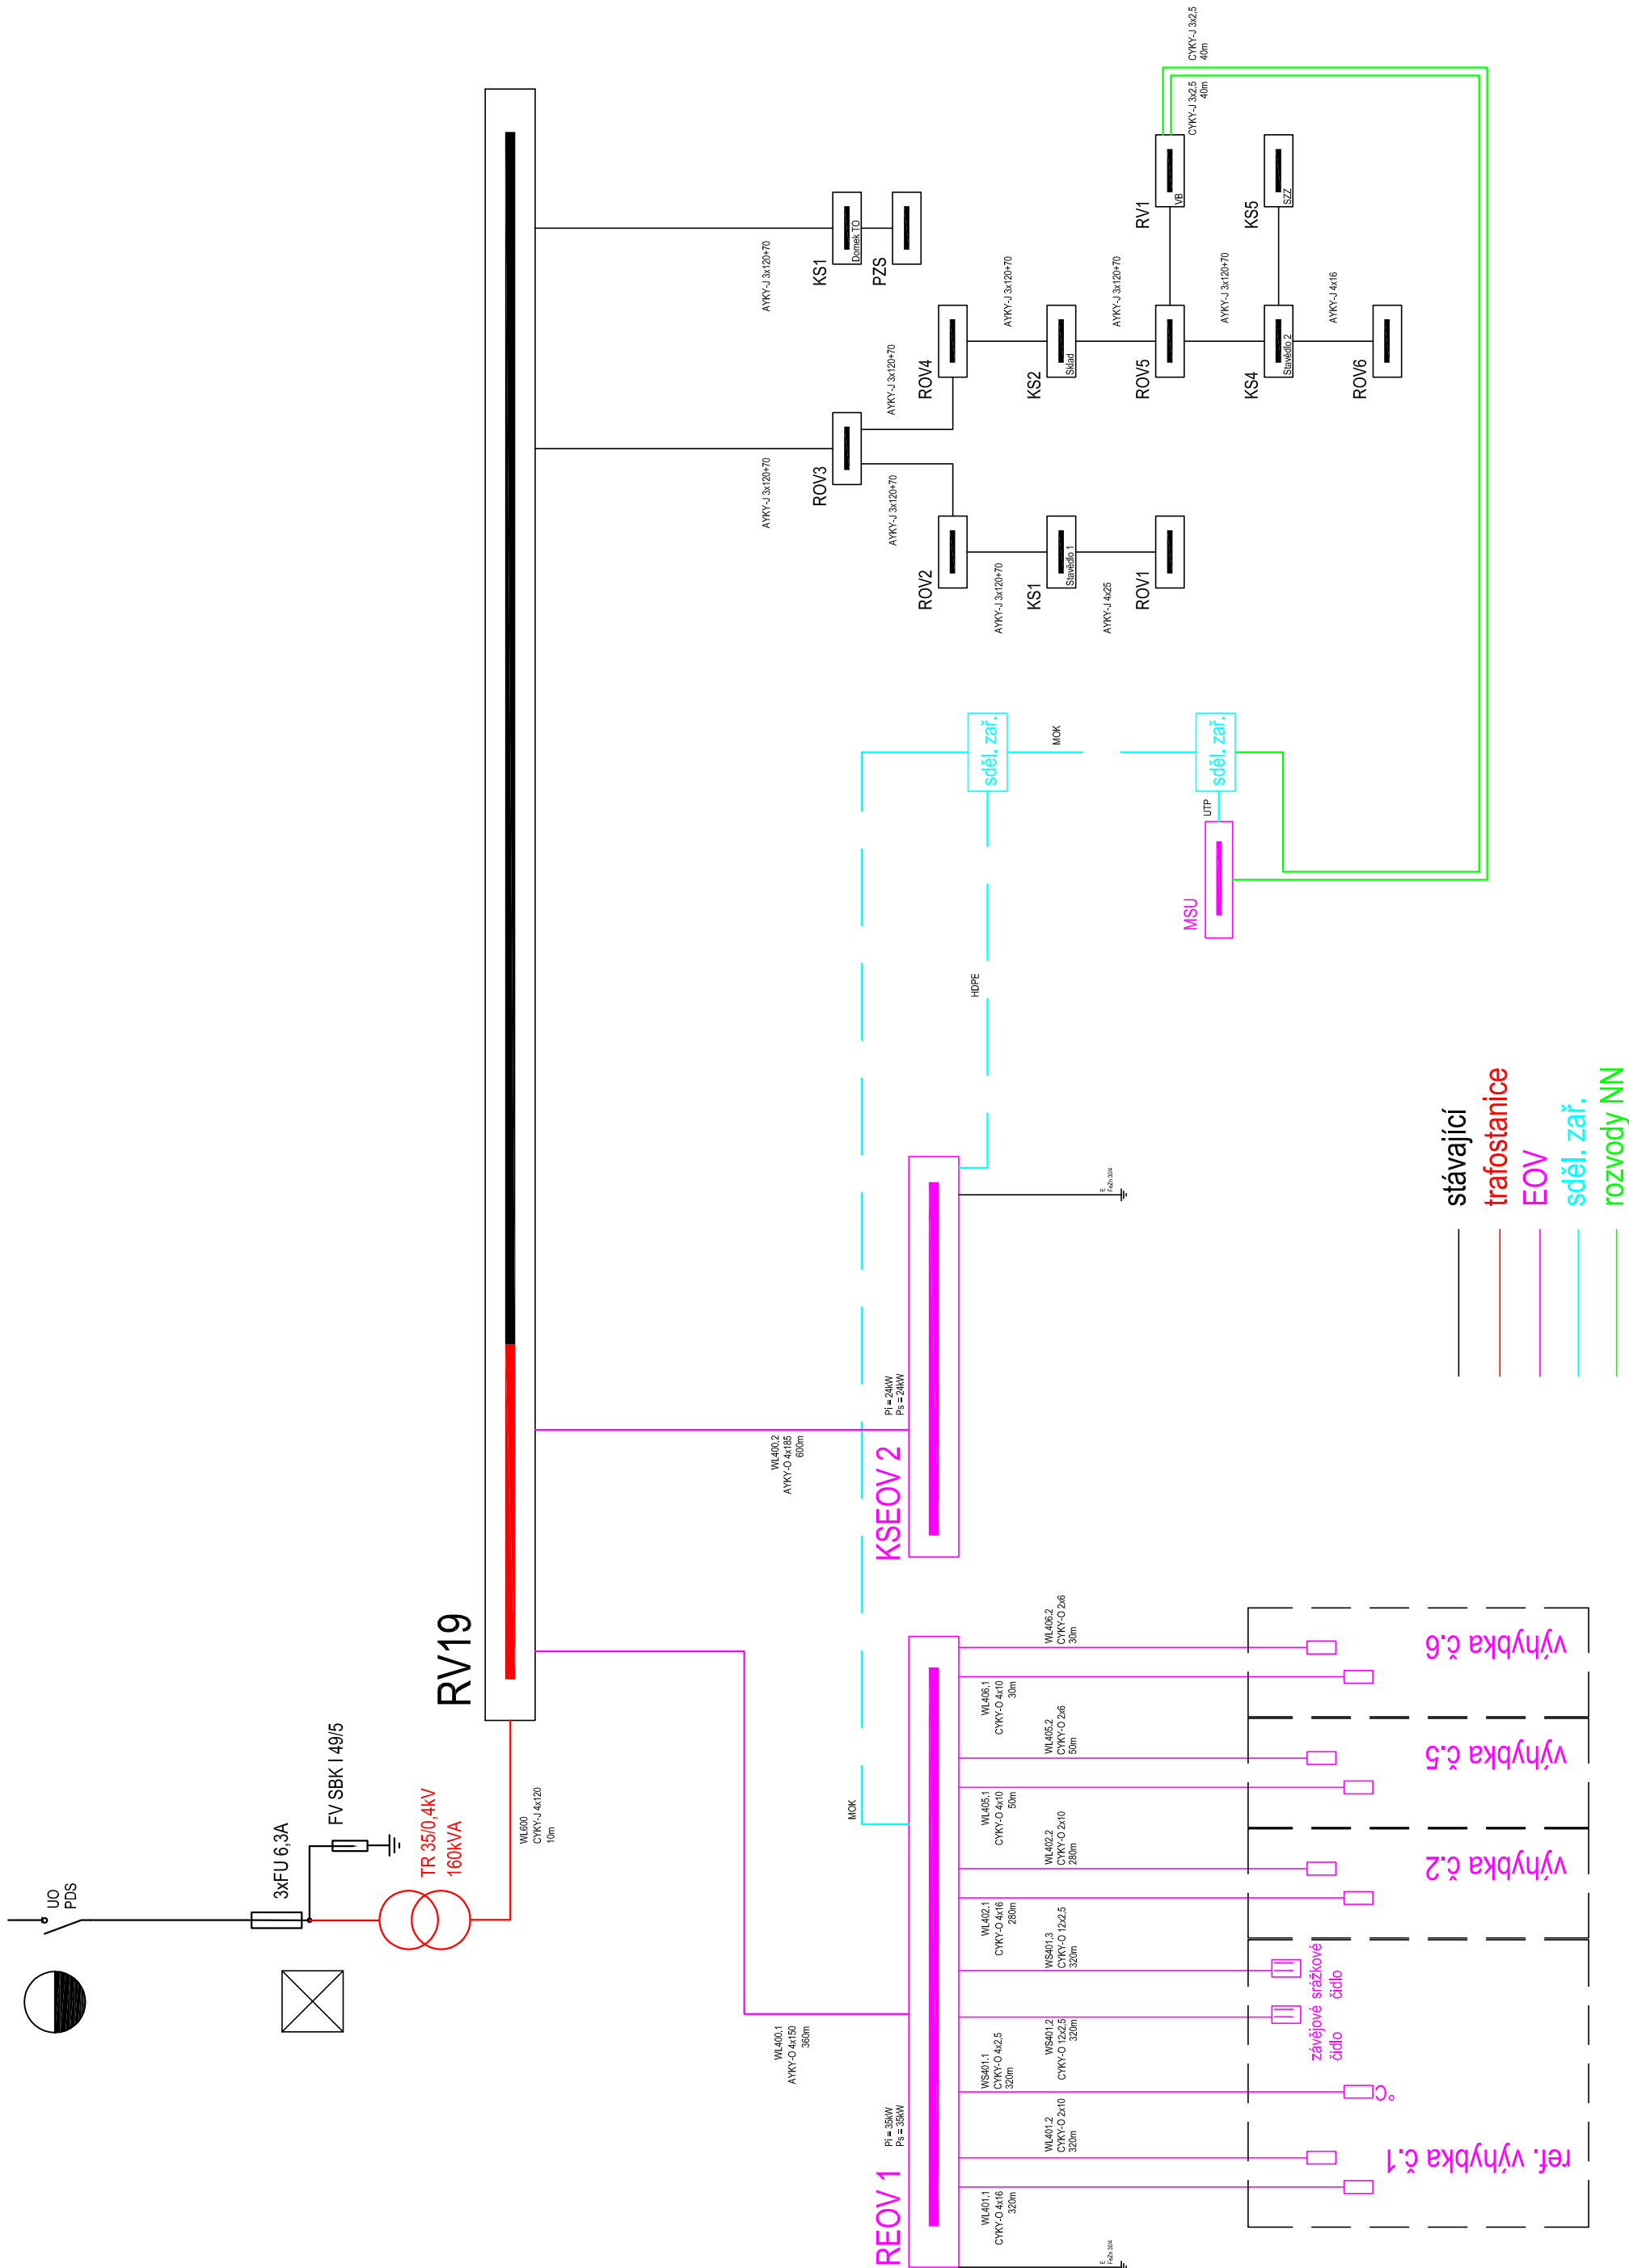 UO
PDS
3xFU 6,3A
FV SBK I 49/5
TR 35/0,4kV
160kVA
WL600
CYKY-J 4x120
10m
RV19
AYKY-J 3x120+70
KS1
Domek TO
PZS
AYKY-J 3x120+70
ROV3
AYKY-J 3x120+70
AYKY-J 3x120+70
ROV2
AYKY-J 3x120+70
KS1
Stavědlo 1
AYKY-J 4x25
ROV1
ROV4
AYKY-J 3x120+70
KS2
Sklad
AYKY-J 3x120+70
ROV5
RV1
VB
CYKY-J 3x2,5
40m
CYKY-J 3x2,5
40m
AYKY-J 3x120+70
KS4
Stavědlo 2
KS5
SZZ
AYKY-J 4x16
ROV6
sděl. zař.
MOK
sděl. zař.
UTP
MSU
HDPE
MOK
WL400.2
AYKY-O 4x185
600m
Pi = 24kW
Ps = 24kW
KSEOV 2
E
FeZn 30/4
WL400.1
AYKY-O 4x150
360m
Pi = 35kW
Ps = 35kW
REOV 1
E
FeZn 30/4
WL401.1
CYKY-O 4x16
320m
WL401.2
CYKY-O 2x10
320m
WS401.1
CYKY-O 4x2,5
320m
WS401.2
CYKY-O 12x2,5
320m
WS401.3
CYKY-O 12x2,5
320m
WL402.1
CYKY-O 4x16
280m
WL402.2
CYKY-O 2x10
280m
WL405.1
CYKY-O 4x10
50m
WL405.2
CYKY-O 2x6
50m
WL406.1
CYKY-O 4x10
30m
WL406.2
CYKY-O 2x6
30m
ref. výhybka č.1
°C
závějové
čidlo
srážkové
čidlo
výhybka č.2
výhybka č.5
výhybka č.6
stávající
trafostanice
EOV
sděl. zař.
rozvody NN